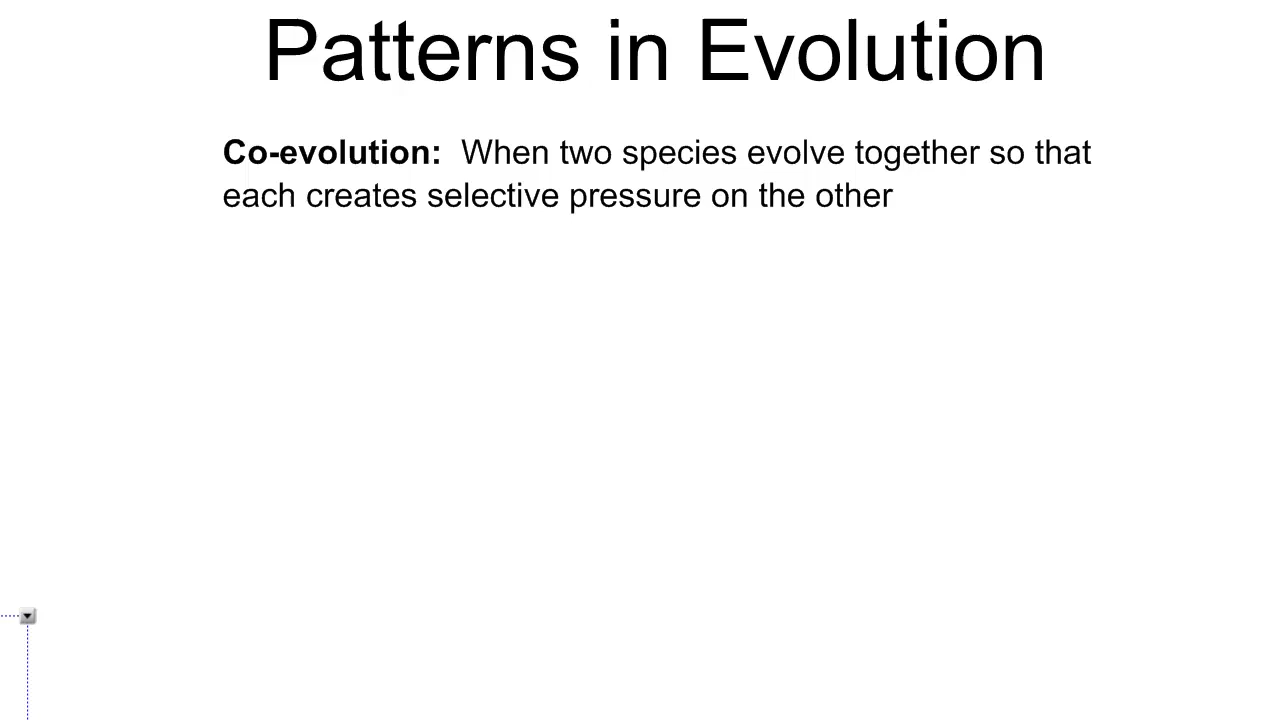 Patterns in Evolution
Co-evolution: When two species evolve together so that
each creates selective pressure on the other